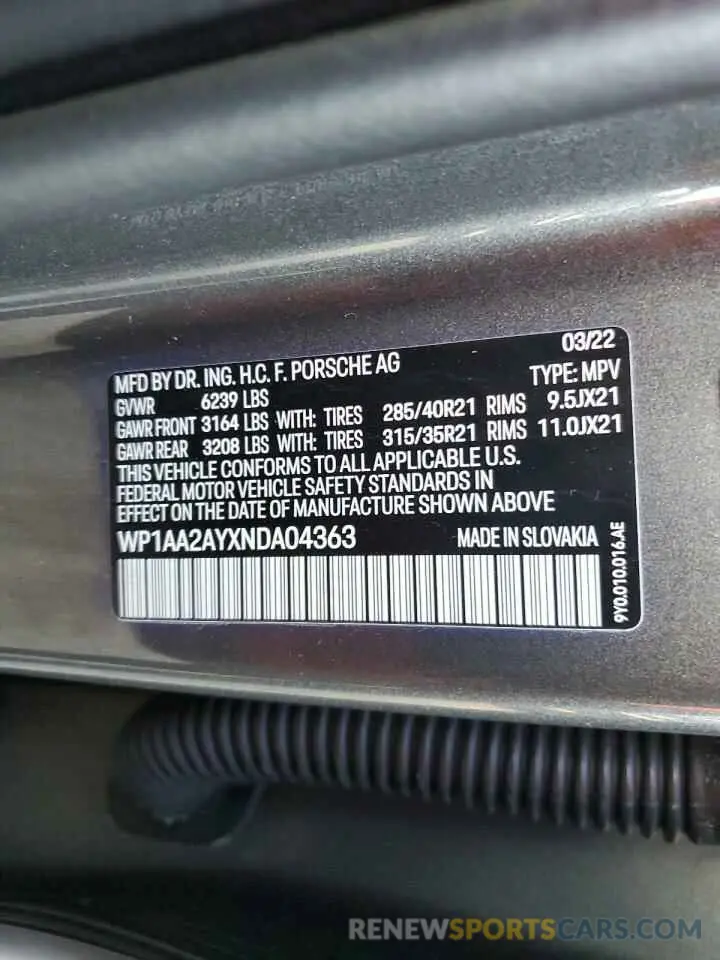 03/22
MFD BY DR. ING. H.C. F. PORSCHE AG TYPE: MPV
GVWR 6239 LBS
GAWR FRONT 3164 LBS WITH: TIRES 285/40R21 RIMS 9.5JX21
GAWR REAR 3208 LBS WITH: TIRES 315/35R21 RIMS 11.0JX21
THIS VEHICLE CONFORMS TO ALL APPLICABLE U.S.
FEDERAL MOTOR VEHICLE SAFETY STANDARDS IN
EFFECT ON THE DATE OF MANUFACTURE SHOWN ABOVE
WP1AA2AYXNDA04363 MADE IN SLOVAKIA
9Y0.010.016.AE
RENEWSPORTSCARS.COM